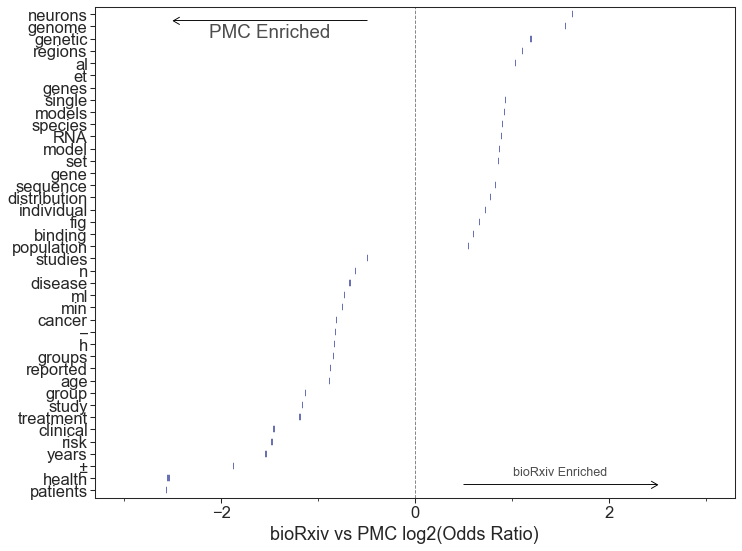 neurons
genome
genetic
regions
al
et
genes
single
models
species
RNA
model
set
gene
sequence
distribution
individual
fig
binding
population
studies
n
disease
ml
min
cancer
–
h
groups
reported
age
group
study
treatment
clinical
risk
years
±
health
patients
PMC Enriched
bioRxiv Enriched
−2
0
2
bioRxiv vs PMC log2(Odds Ratio)